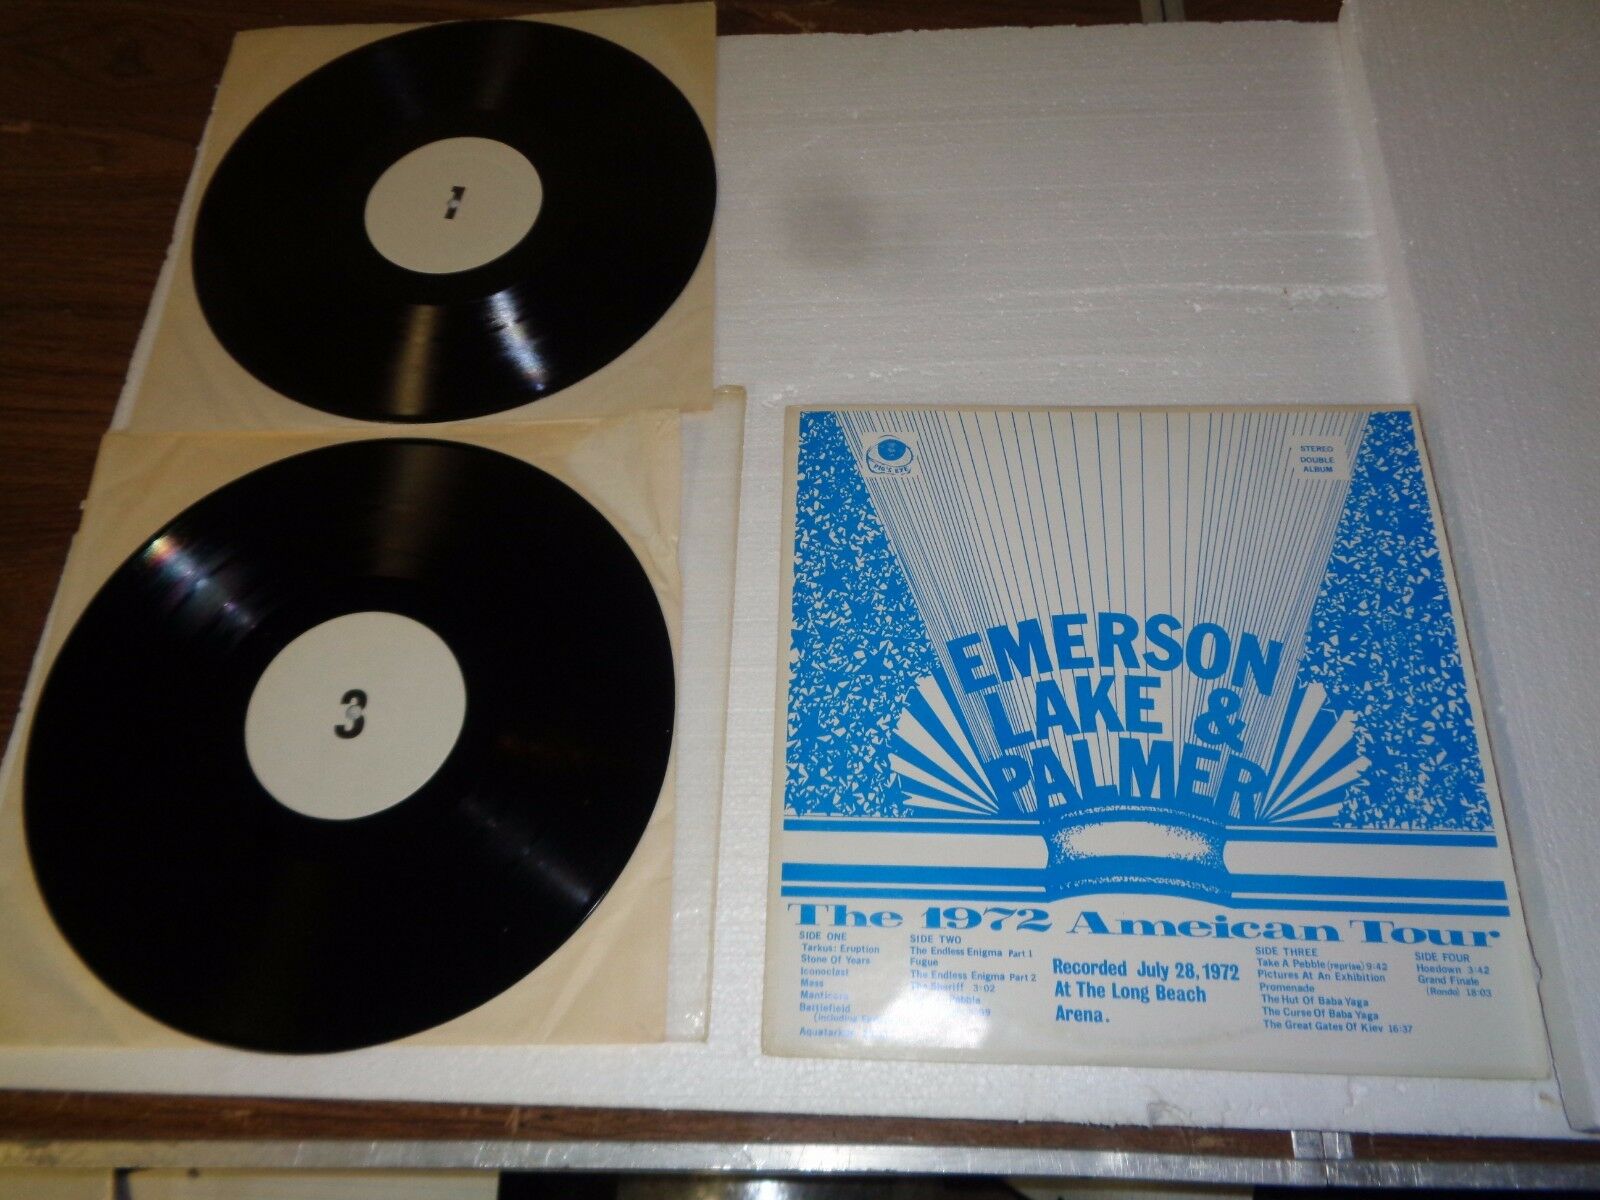 1
3
PIG'S EYE
STEREO
DOUBLE
ALBUM
EMERSON
LAKE &
PALMER
The 1972 Ameican Tour
SIDE ONE
Tarkus: Eruption
Stone Of Years
Iconoclast
Mass
Manticore
Battlefield
(including
Aquatarkus
SIDE TWO
The Endless Enigma Part 1
Fugue
The Endless Enigma Part 2
The Sheriff 3:02
Pebble
Recorded July 28, 1972
At The Long Beach
Arena.
SIDE THREE
Take A Pebble (reprise) 9:42
Pictures At An Exhibition
Promenade
The Hut Of Baba Yaga
The Curse Of Baba Yaga
The Great Gates Of Kiev 16:37
SIDE FOUR
Hoedown 3:42
Grand Finale
(Rondo) 18:03